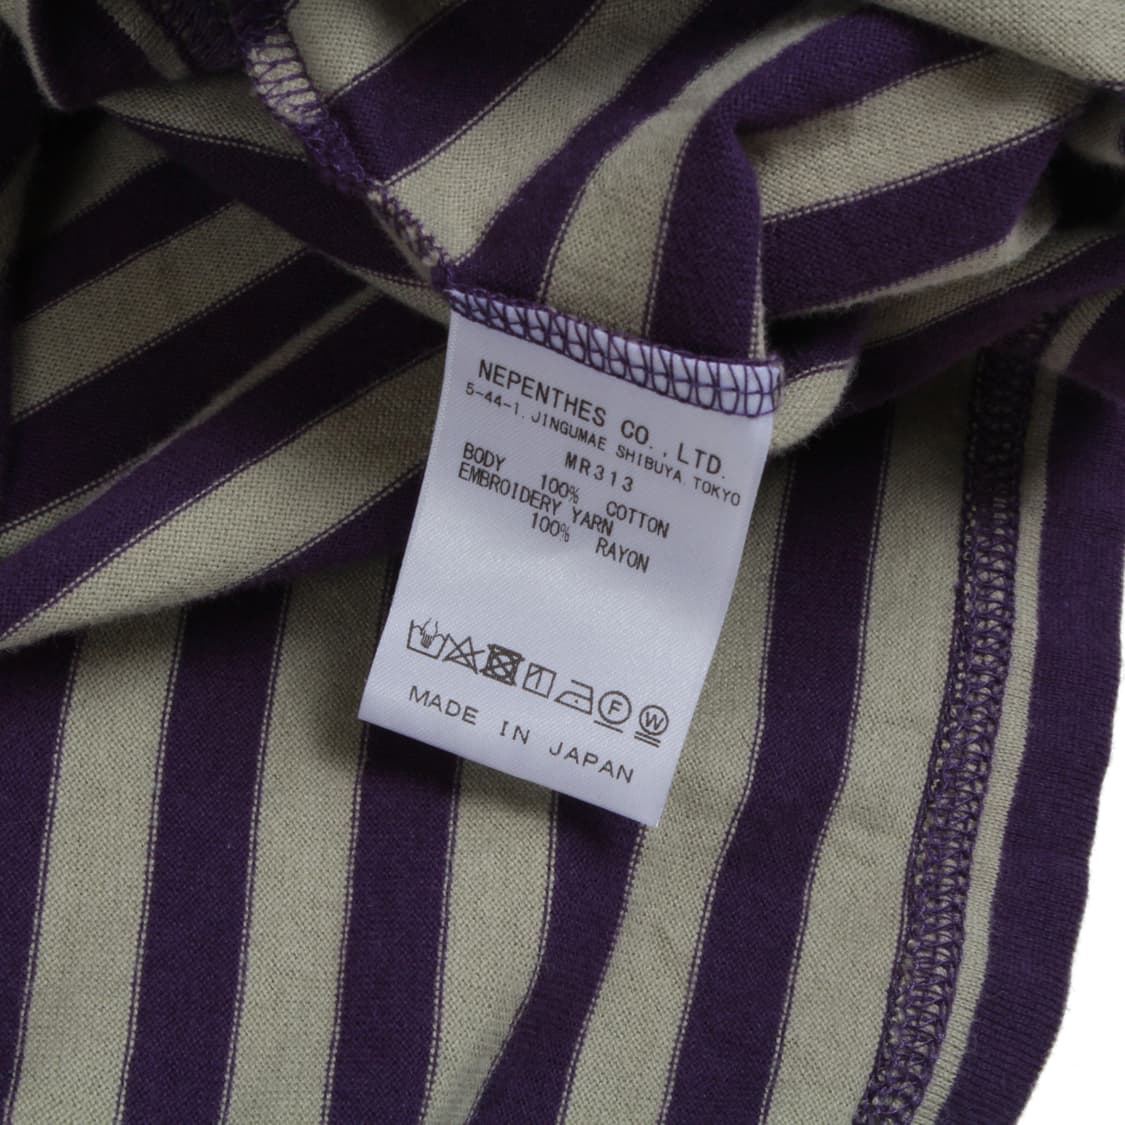 NEPENTHES CO.,LTD.
5-44-1. JINGUMAE SHIBUYA TOKYO
MR313
BODY
100% COTTON
EMBROIDERY YARN
100% RAYON
F W
MADE IN JAPAN